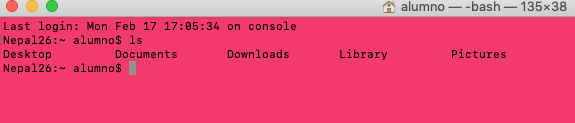 alumno — -bash — 135×38
Last login: Mon Feb 17 17:05:34 on console
Nepal26:~ alumno$ ls
Desktop Documents Downloads Library Pictures
Nepal26:~ alumno$